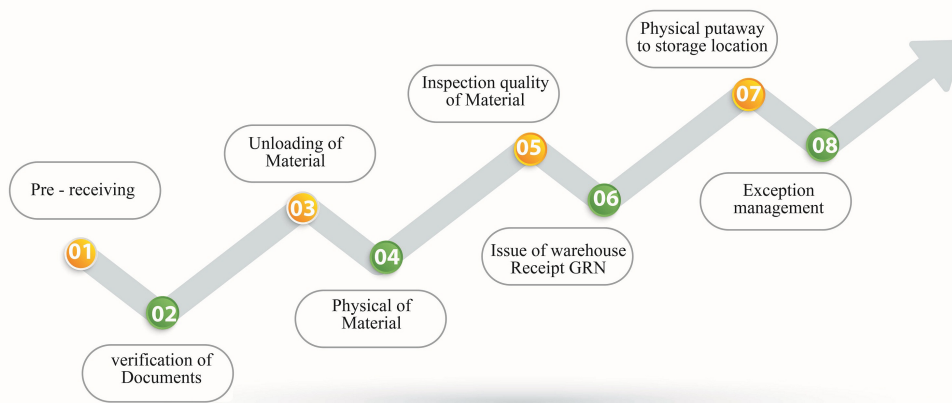 01
Pre - receiving
02
verification of
Documents
03
Unloading of
Material
04
Physical of
Material
05
Inspection quality
of Material
06
Issue of warehouse
Receipt GRN
07
Physical putaway
to storage location
08
Exception
management